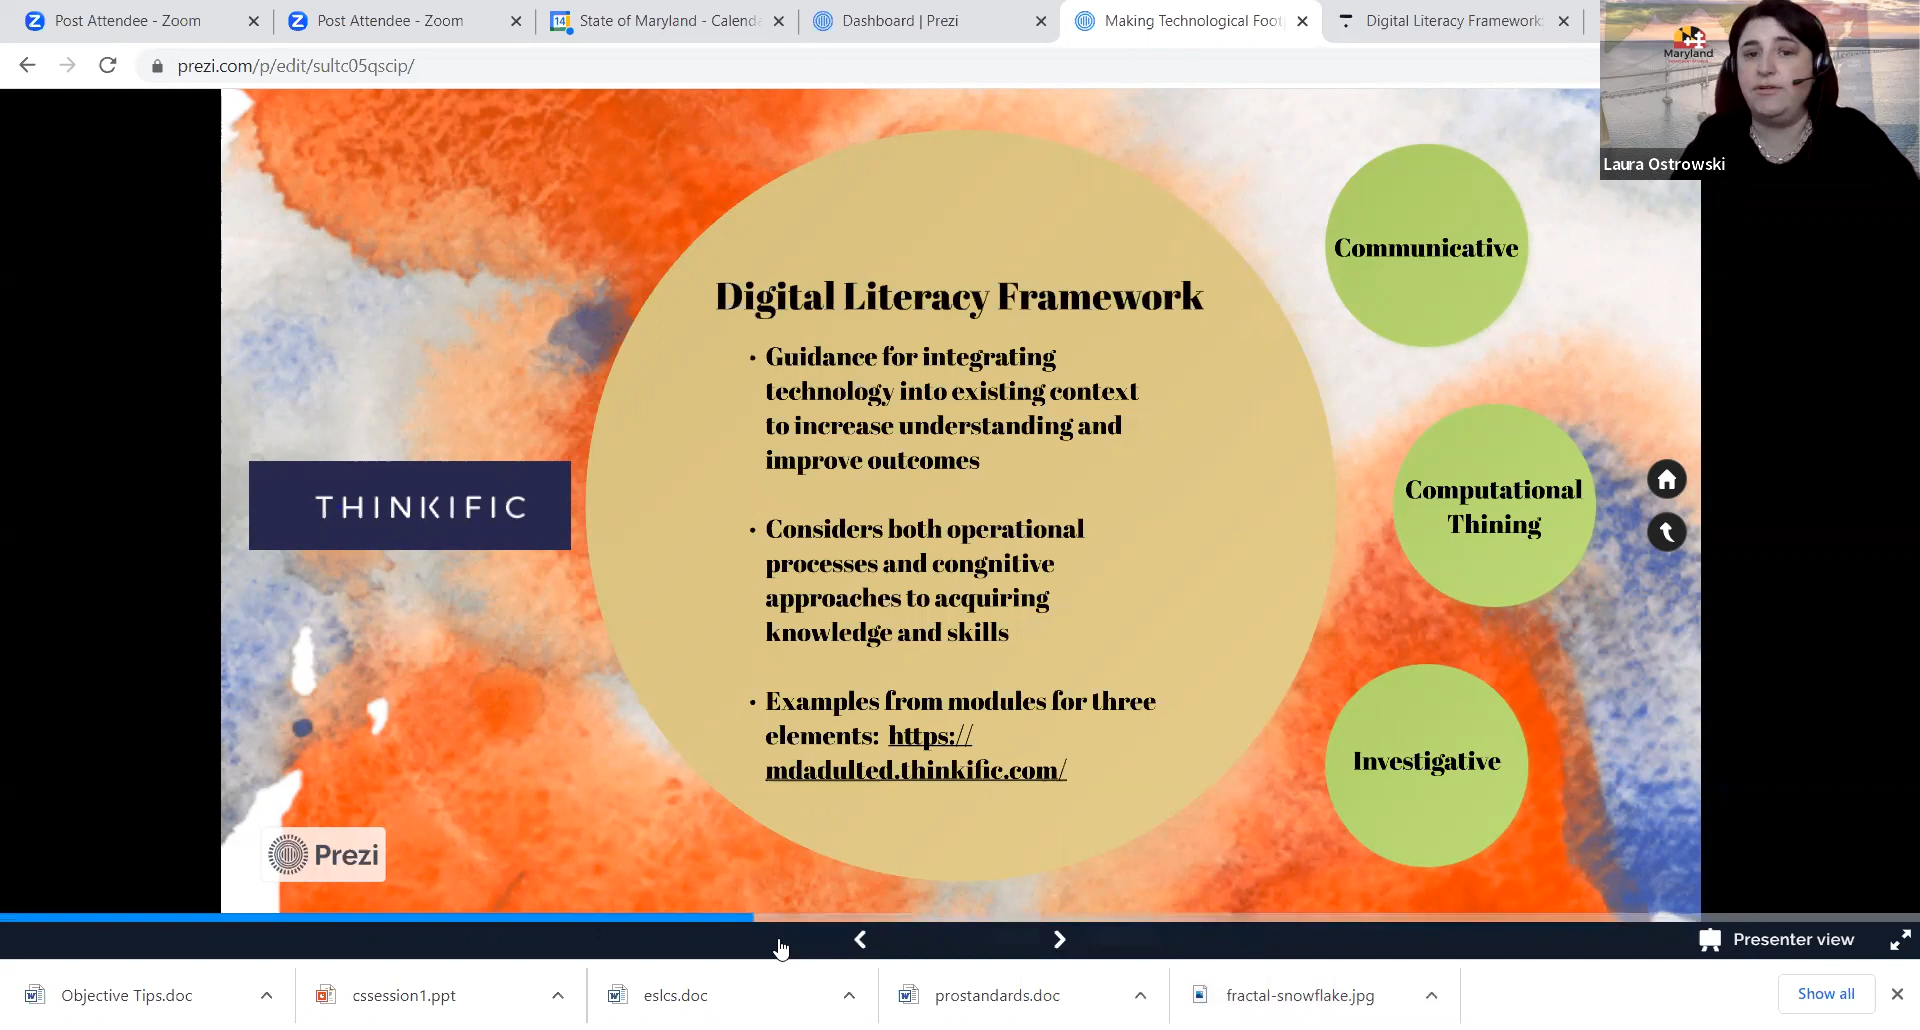 Post Attendee - Zoom
Post Attendee - Zoom
14
State of Maryland - Calenda
Dashboard | Prezi
Making Technological Foot
Digital Literacy Framework
prezi.com/p/edit/sultc05qscip/
Maryland
Laura Ostrowski
Communicative
Digital Literacy Framework
• Guidance for integrating
technology into existing context
to increase understanding and
improve outcomes
• Considers both operational
processes and congnitive
approaches to acquiring
knowledge and skills
• Examples from modules for three
elements: https://
mdadulted.thinkific.com/
THINKIFIC
Computational
Thining
Investigative
Prezi
Presenter view
Objective Tips.doc
cssession1.ppt
eslcs.doc
prostandards.doc
fractal-snowflake.jpg
Show all